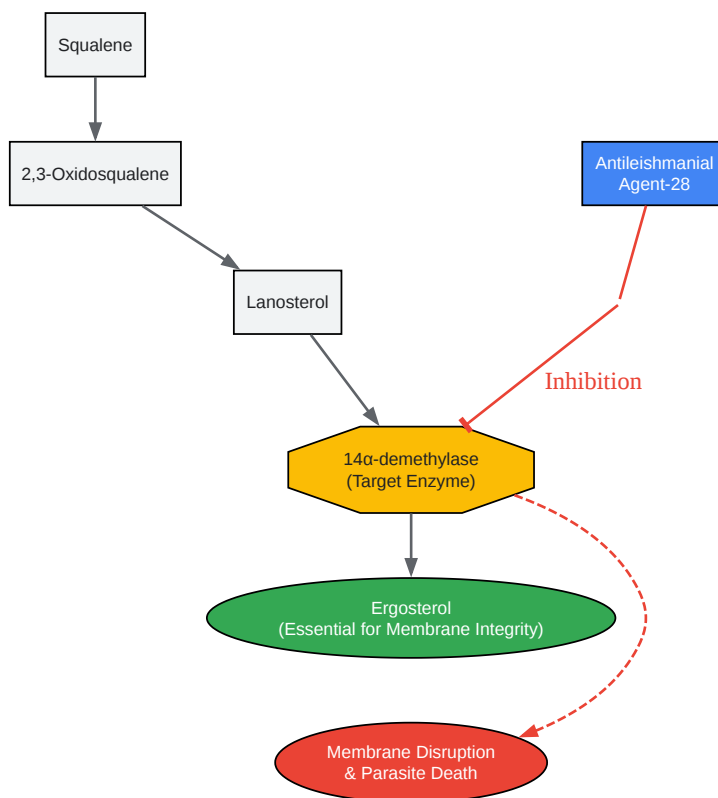 Squalene
2,3-Oxidosqualene
Antileishmanial
Agent-28
Lanosterol
Inhibition
14α-demethylase
(Target Enzyme)
Ergosterol
(Essential for Membrane Integrity)
Membrane Disruption
& Parasite Death